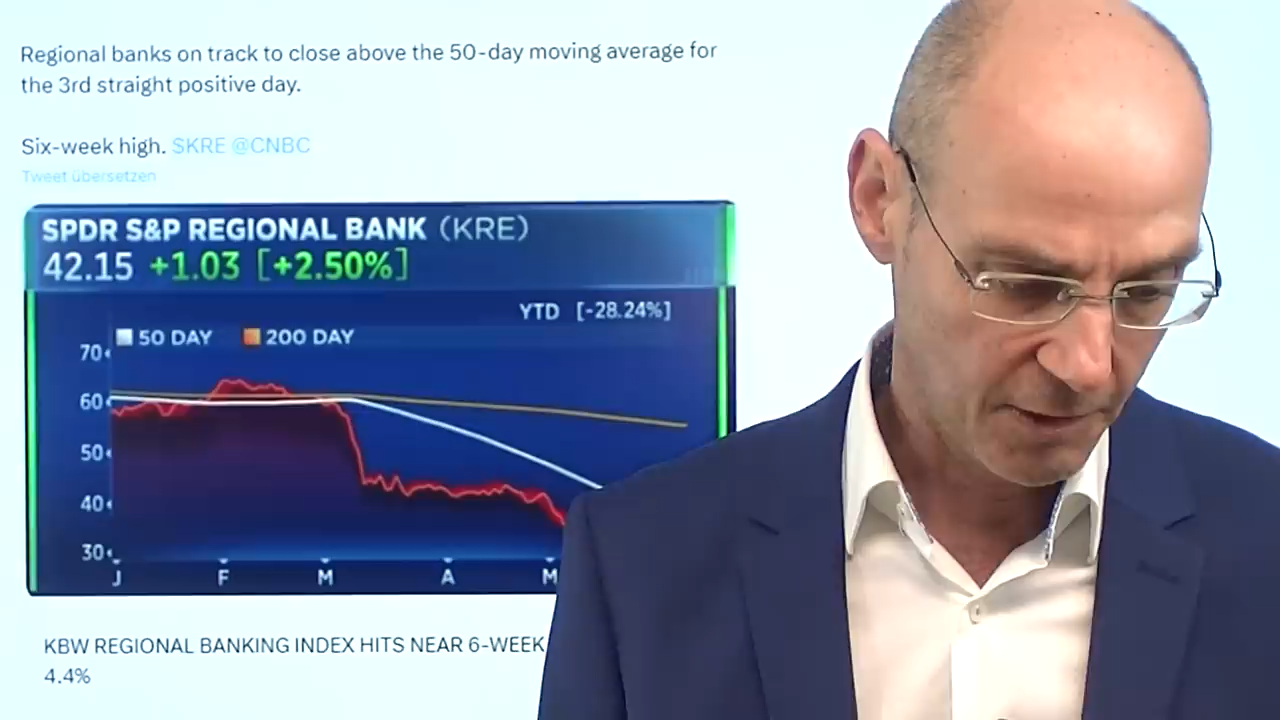 Regional banks on track to close above the 50-day moving average for
the 3rd straight positive day.
Six-week high. $KRE @CNBC
Tweet übersetzen
SPDR S&P REGIONAL BANK (KRE)
42.15 +1.03 [+2.50%]
YTD [-28.24%]
50 DAY 200 DAY
70
60
50
40
30
J F M A M
KBW REGIONAL BANKING INDEX HITS NEAR 6-WEEK
4.4%